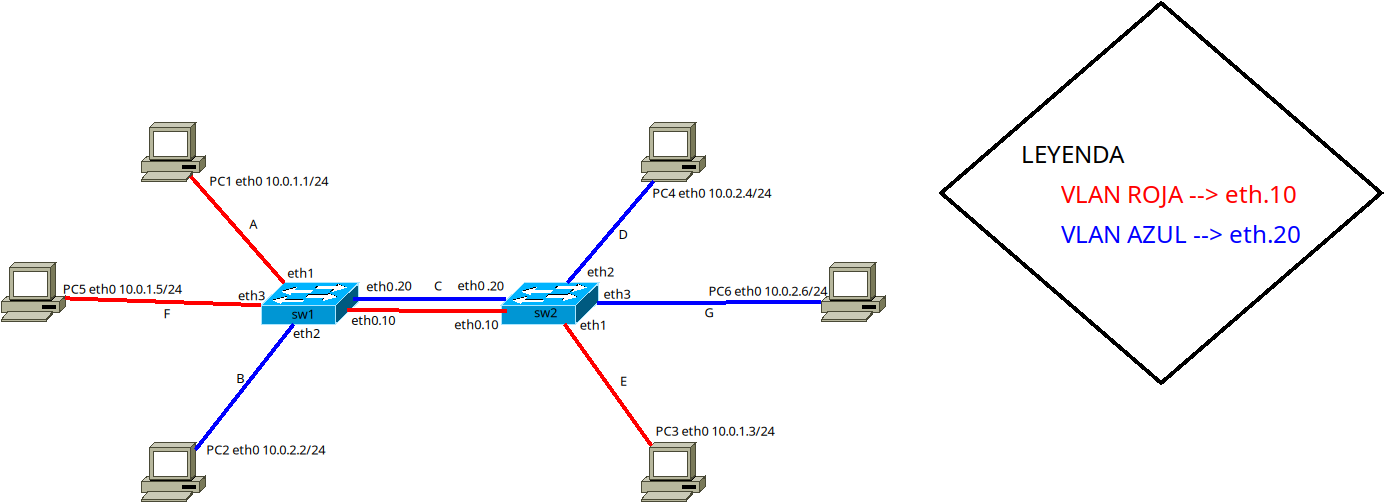 LEYENDA
VLAN ROJA --> eth.10
VLAN AZUL --> eth.20
PC1 eth0 10.0.1.1/24
PC4 eth0 10.0.2.4/24
A
D
eth1
eth2
PC5 eth0 10.0.1.5/24
eth3
eth0.20
C
eth0 .20
eth3
PC6 eth0 10.0.2.6/24
F
sw1
eth0.10
eth0.10
sw2
G
eth2
eth1
B
E
PC3 eth0 10.0.1.3/24
PC2 eth0 10.0.2.2/24